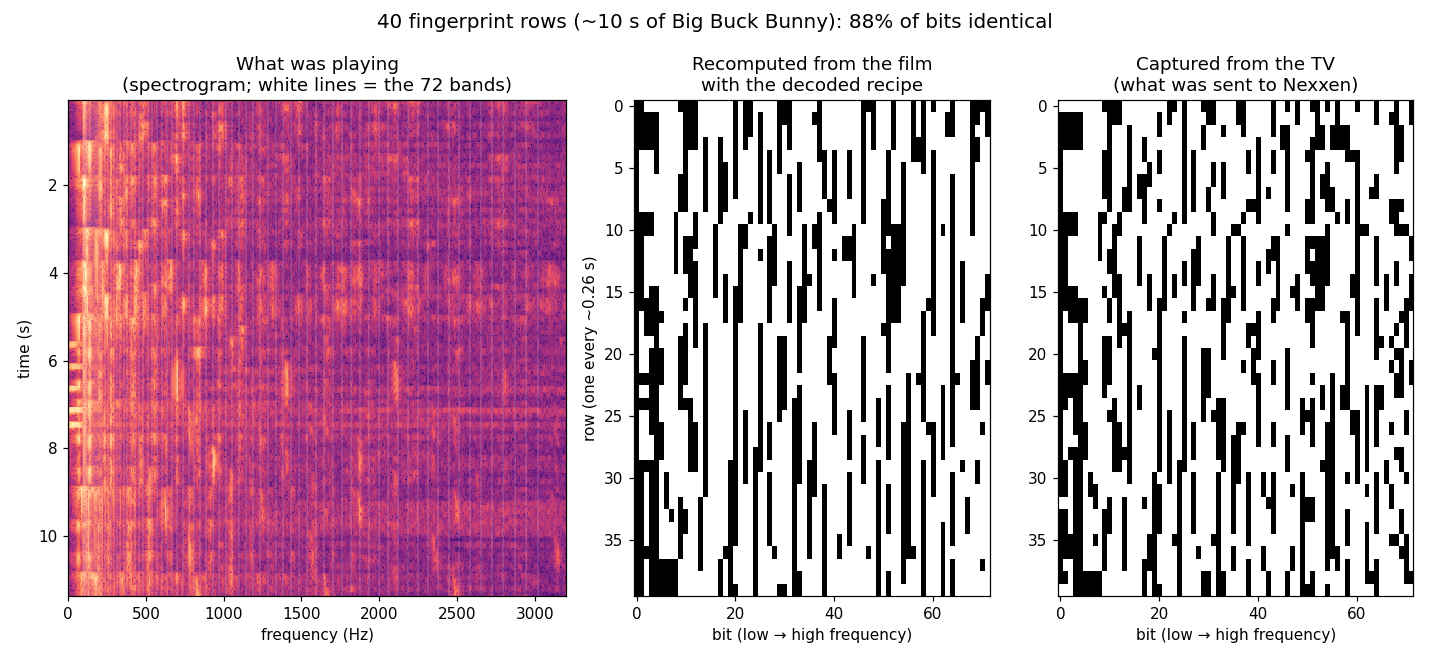 40 fingerprint rows (~10 s of Big Buck Bunny): 88% of bits identical
What was playing
(spectrogram; white lines = the 72 bands)
2
4
6
8
10
time (s)
0 500 1000 1500 2000 2500 3000
frequency (Hz)
Recomputed from the film
with the decoded recipe
0
5
10
15
20
25
30
35
row (one every ~0.26 s)
0 20 40 60
bit (low → high frequency)
Captured from the TV
(what was sent to Nexxen)
0
5
10
15
20
25
30
35
0 20 40 60
bit (low → high frequency)